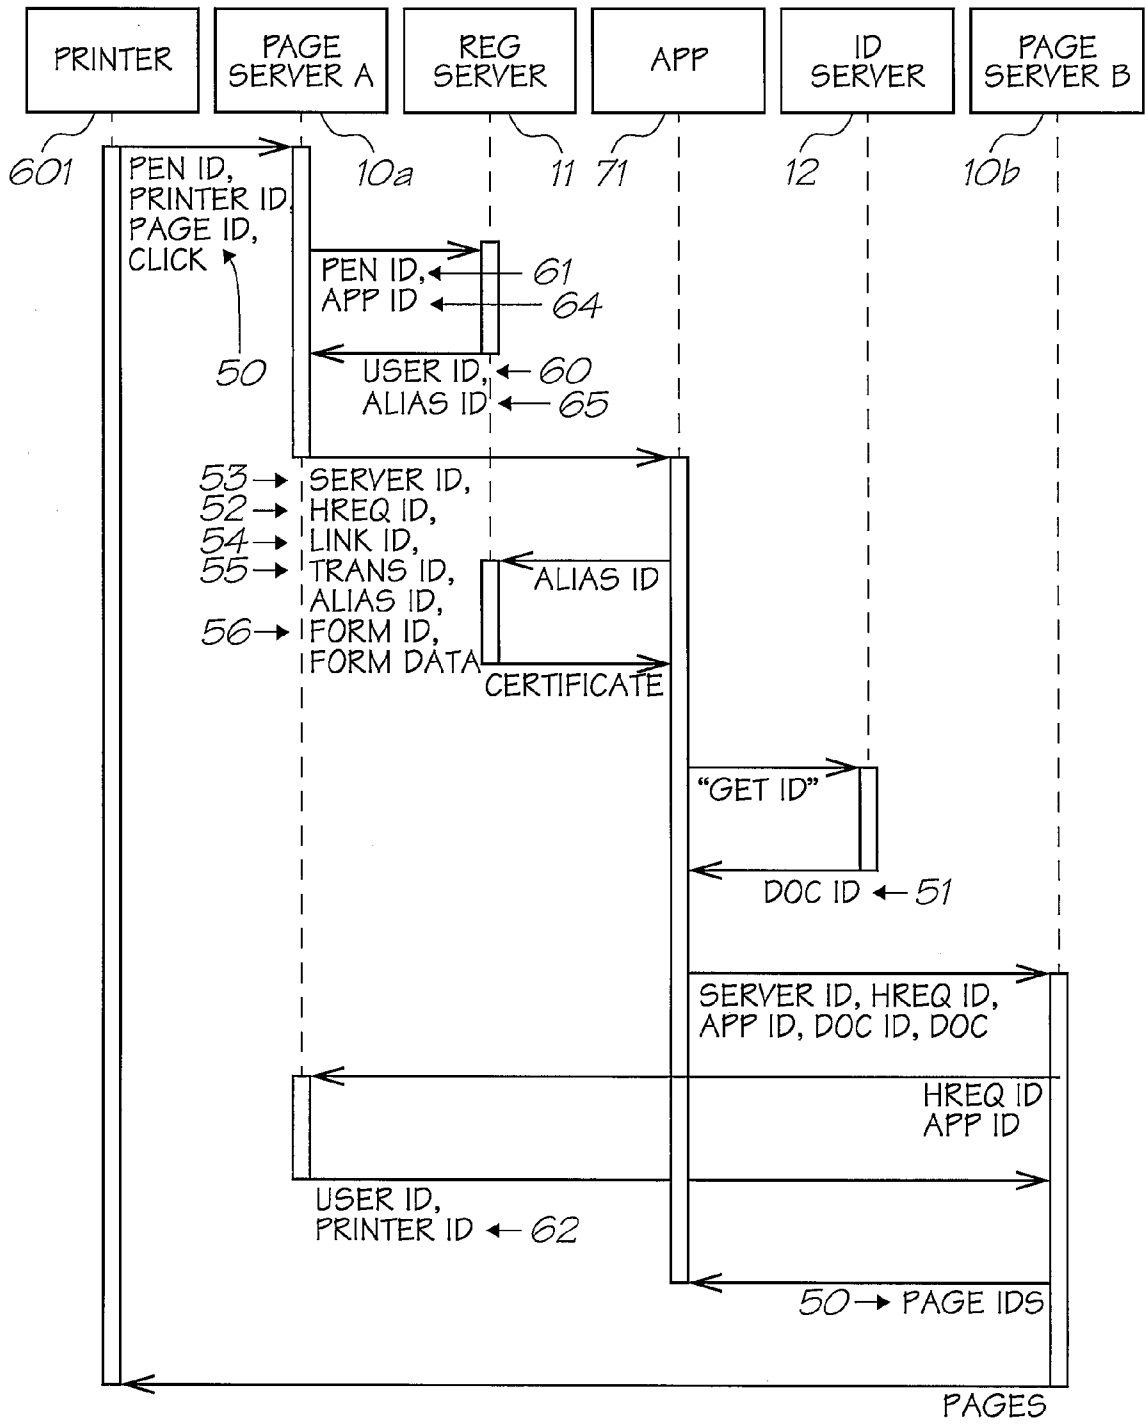 PRINTER
PAGE
SERVER A
REG
SERVER
APP
ID
SERVER
PAGE
SERVER B
601
10a
11
71
12
10b
PEN ID,
PRINTER ID
PAGE ID,
CLICK
50
PEN ID,
61
APP ID
64
USER ID,
60
ALIAS ID
65
53
SERVER ID,
52
HREQ ID,
54
LINK ID,
55
TRANS ID,
ALIAS ID,
56
FORM ID,
FORM DATA
ALIAS ID
CERTIFICATE
“GET ID”
DOC ID
51
SERVER ID, HREQ ID,
APP ID, DOC ID, DOC
HREQ ID
APP ID
USER ID,
PRINTER ID
62
50
PAGE IDS
PAGES